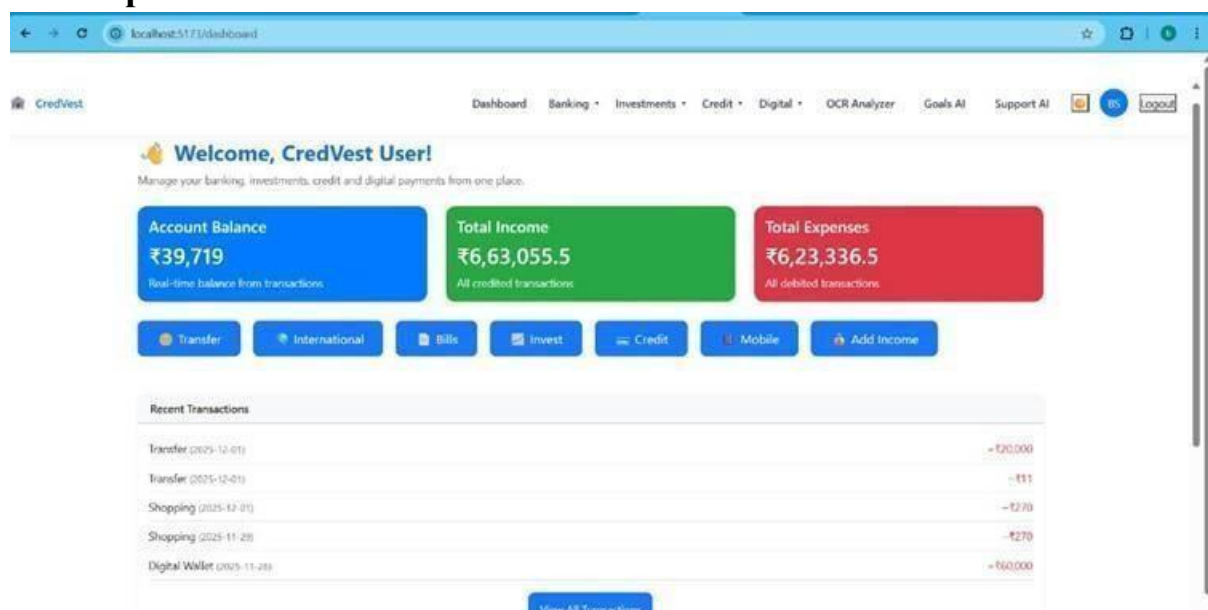 localhost:5173/dashboard
CredVest
Dashboard Banking Investments Credit Digital OCR Analyzer Goals AI Support AI BS Logout
Welcome, CredVest User!
Manage your banking, investments, credit and digital payments from one place.
Account Balance
₹39,719
Real-time balance from transactions
Total Income
₹6,63,055.5
All credited transactions
Total Expenses
₹6,23,336.5
All debited transactions
Transfer International Bills Invest Credit Mobile Add Income
Recent Transactions
Transfer (2025-12-01) -₹20,000
Transfer (2025-12-01) -₹11
Shopping (2025-12-01) -₹270
Shopping (2025-11-29) -₹270
Digital Wallet -₹60,000
View All Transactions